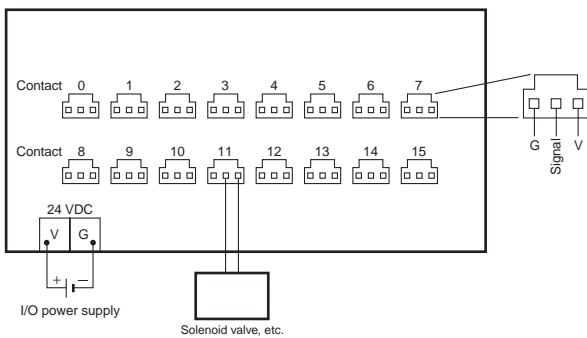 Contact 0 1 2 3 4 5 6 7
G Signal V
Contact 8 9 10 11 12 13 14 15
24 VDC
V G
+ −
I/O power supply
Solenoid valve, etc.